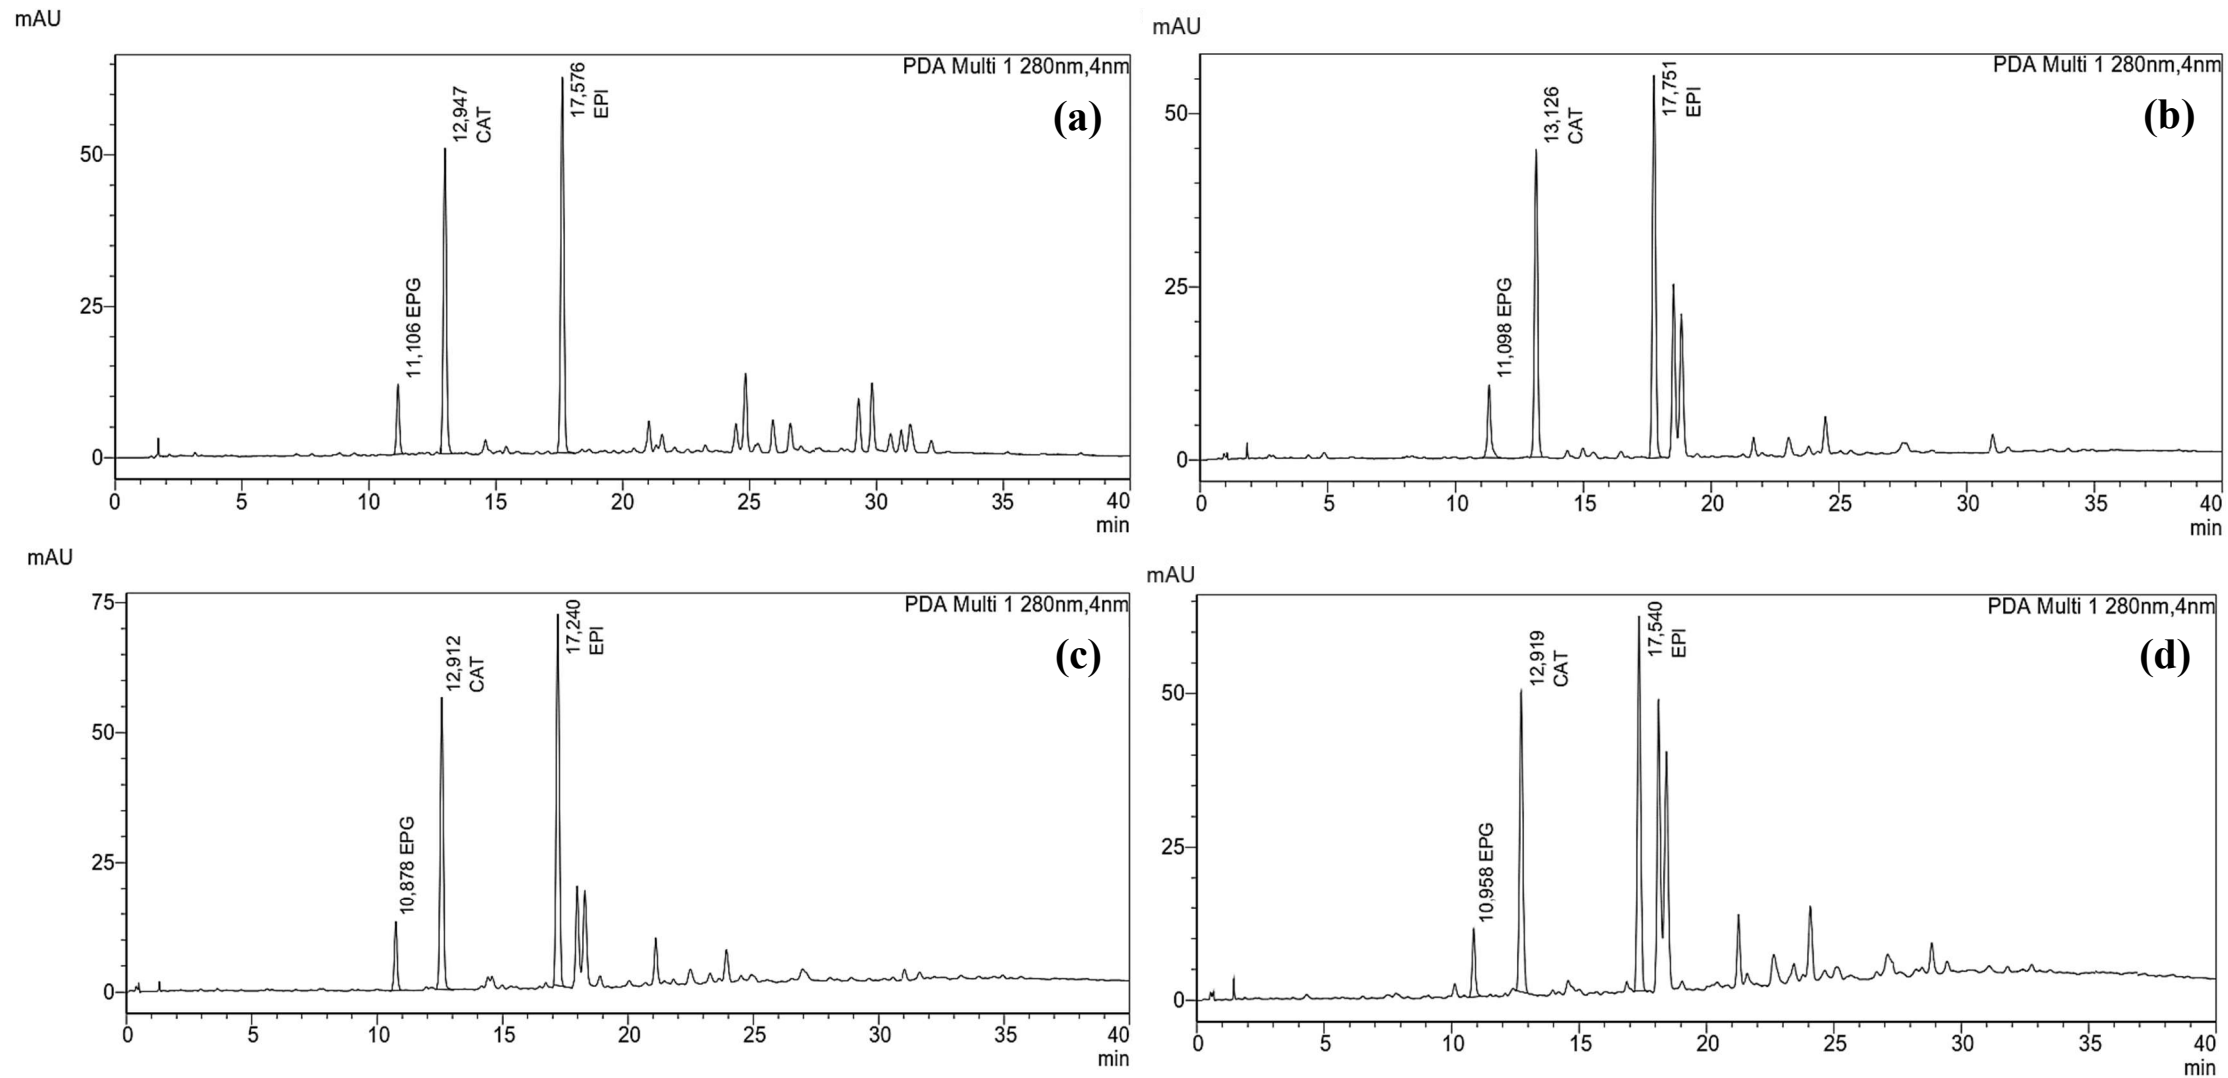 mAU
PDA Multi 1 280nm,4nm
(a)
11,106 EPG
12,947
CAT
17,576
EPI
50
25
0
0 5 10 15 20 25 30 35 40
min
mAU
PDA Multi 1 280nm,4nm
(b)
11,098 EPG
13,126
CAT
17,751
EPI
50
25
0
0 5 10 15 20 25 30 35 40
min
mAU
PDA Multi 1 280nm,4nm
(c)
10,878 EPG
12,912
CAT
17,240
EPI
75
50
25
0
0 5 10 15 20 25 30 35 40
min
mAU
PDA Multi 1 280nm,4nm
(d)
10,958 EPG
12,919
CAT
17,540
EPI
50
25
0
0 5 10 15 20 25 30 35 40
min